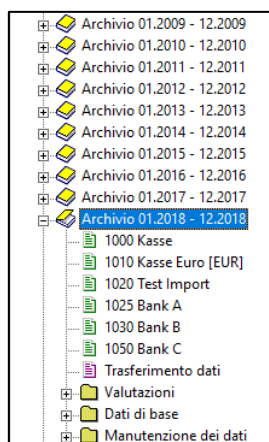 Archivio 01.2009 - 12.2009
Archivio 01.2010 - 12.2010
Archivio 01.2011 - 12.2011
Archivio 01.2012 - 12.2012
Archivio 01.2013 - 12.2013
Archivio 01.2014 - 12.2014
Archivio 01.2015 - 12.2015
Archivio 01.2016 - 12.2016
Archivio 01.2017 - 12.2017
Archivio 01.2018 - 12.2018
1000 Kasse
1010 Kasse Euro [EUR]
1020 Test Import
1025 Bank A
1030 Bank B
1050 Bank C
Trasferimento dati
Valutazioni
Dati di base
Manutenzione dei dati